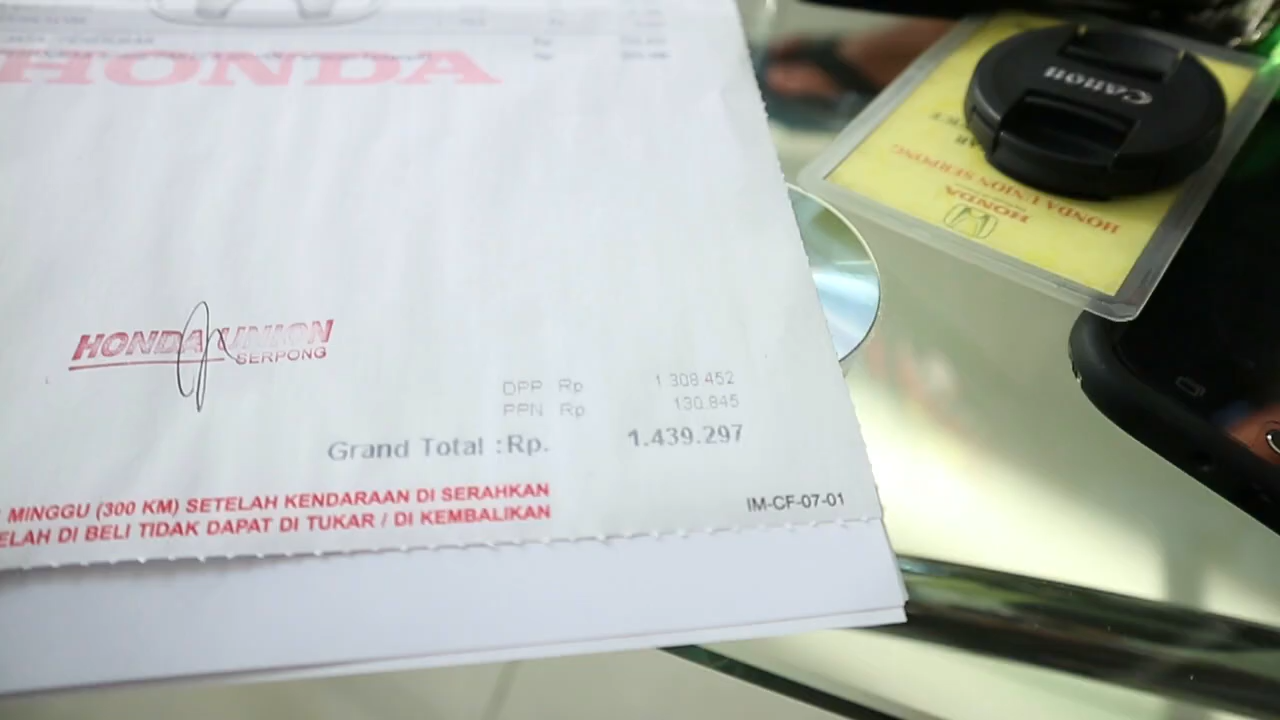 HONDA
HONDA UNION
SERPONG
DPP Rp 1 308 452
PPN Rp 130.845
Grand Total :Rp. 1.439.297
MINGGU (300 KM) SETELAH KENDARAAN DI SERAHKAN
ELAH DI BELI TIDAK DAPAT DI TUKAR / DI KEMBALIKAN
IM-CF-07-01
Canon
HONDA UNION SERPONG
HONDA